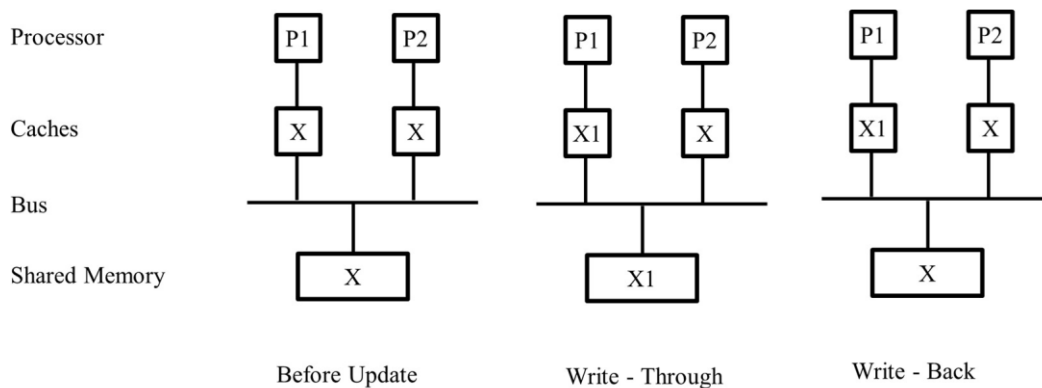 Processor P1 P2 P1 P2 P1 P2
Caches X X X1 X X1 X
Bus
Shared Memory X X1 X
Before Update Write - Through Write - Back